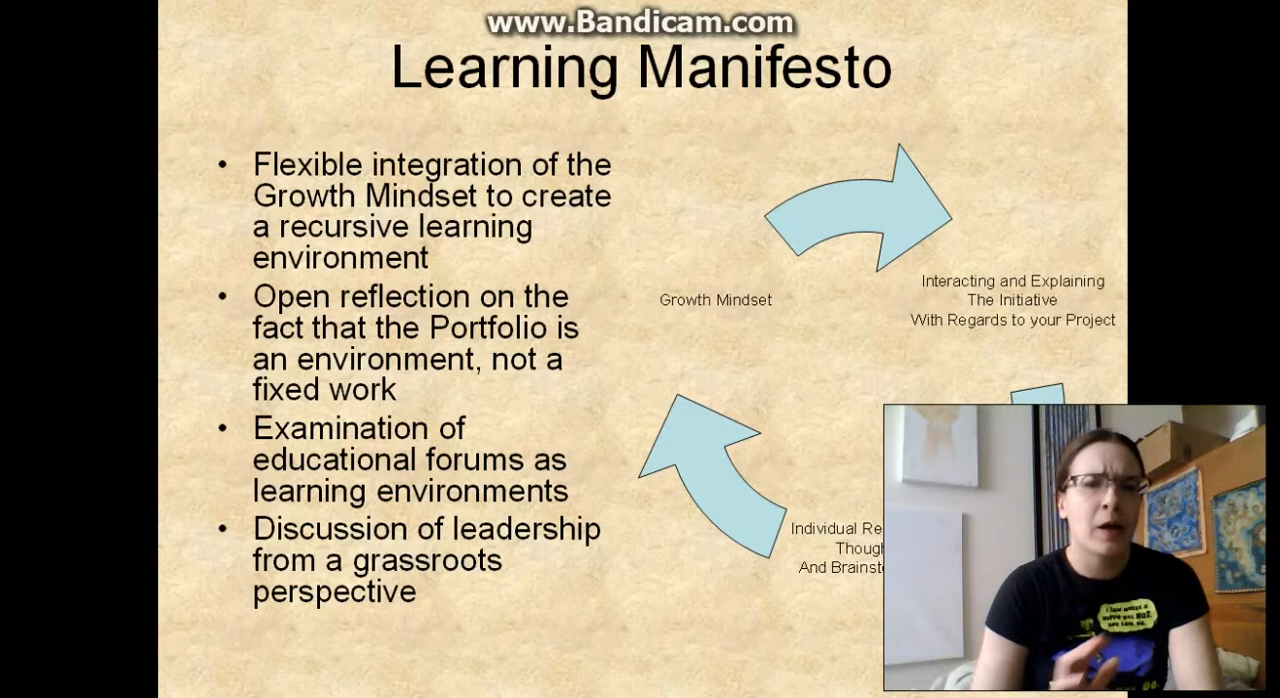 www.Bandicam.com
Learning Manifesto
• Flexible integration of the
Growth Mindset to create
a recursive learning
environment
• Open reflection on the
fact that the Portfolio is
an environment, not a
fixed work
• Examination of
educational forums as
learning environments
• Discussion of leadership
from a grassroots
perspective
Growth Mindset
Interacting and Explaining
The Initiative
With Regards to your Project
Individual
And